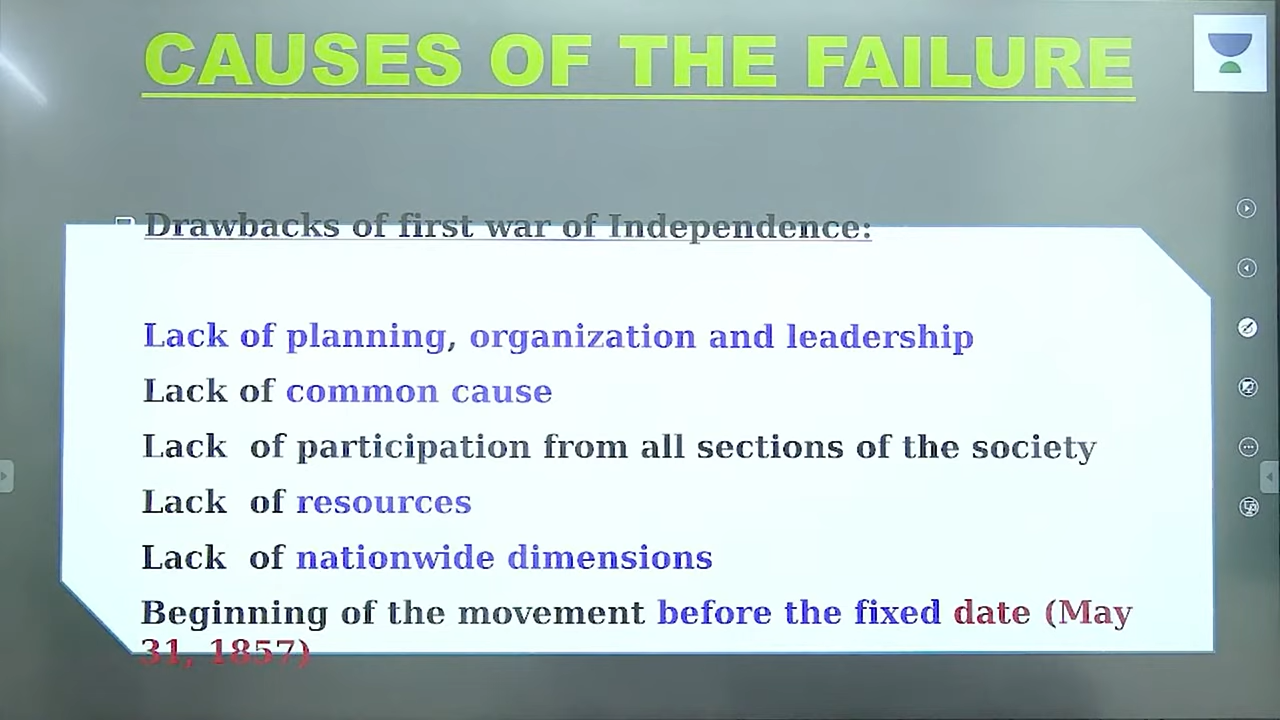 CAUSES OF THE FAILURE
Drawbacks of first war of Independence:
Lack of planning, organization and leadership
Lack of common cause
Lack of participation from all sections of the society
Lack of resources
Lack of nationwide dimensions
Beginning of the movement before the fixed date (May
31, 1857)